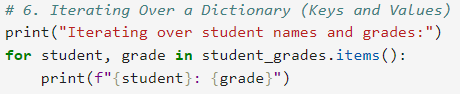 # 6. Iterating Over a Dictionary (Keys and Values)
print("Iterating over student names and grades:")
for student, grade in student_grades.items():
    print(f"{student}: {grade}")